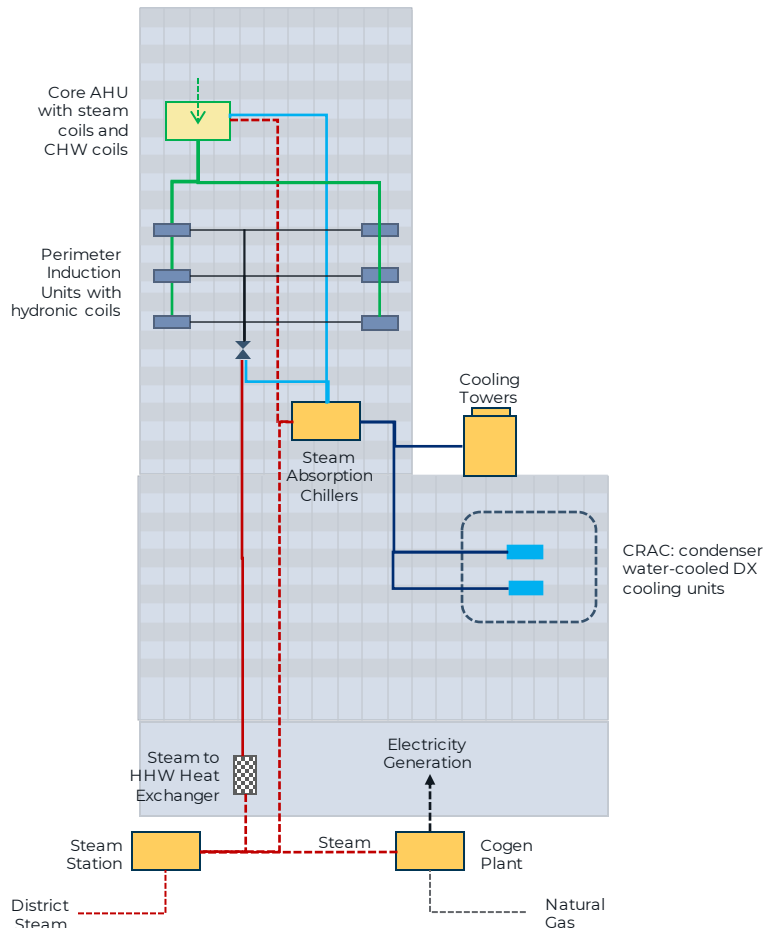 Core AHU
with steam
coils and
CHW coils
Perimeter
Induction
Units with
hydronic coils
Cooling
Towers
Steam
Absorption
Chillers
CRAC: condenser
water-cooled DX
cooling units
Steam to
HHW Heat
Exchanger
Electricity
Generation
Steam
Station
Steam
Cogen
Plant
District
Steam
Natural
Gas